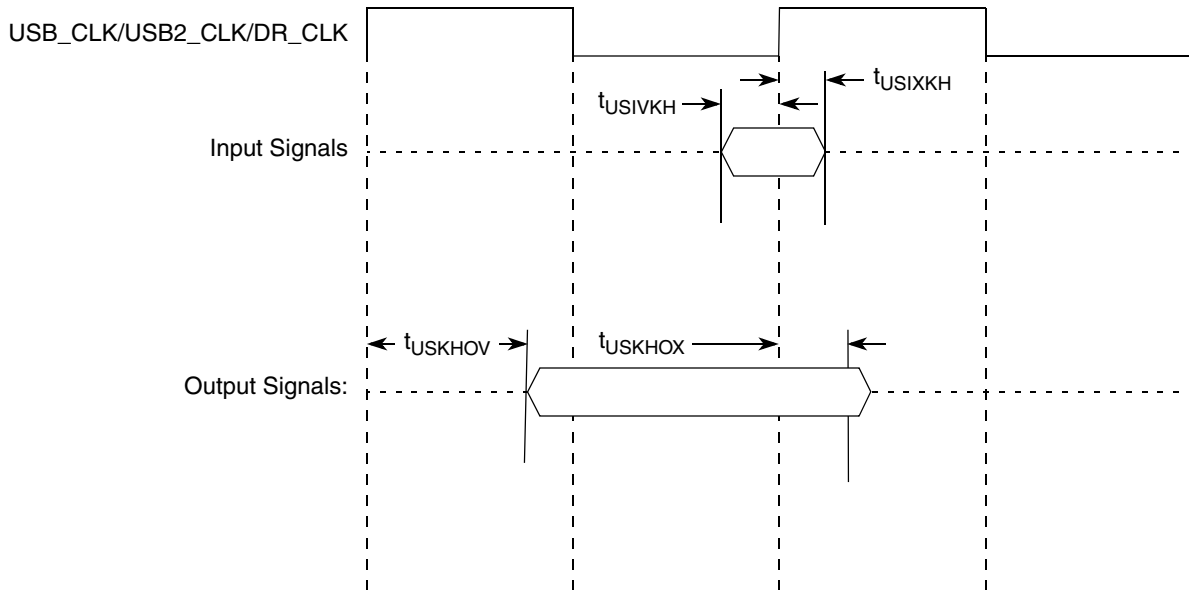 USB_CLK/USB2_CLK/DR_CLK
tUSIXKH
tUSIVKH
Input Signals
tUSKHOV
tUSKHOX
Output Signals: